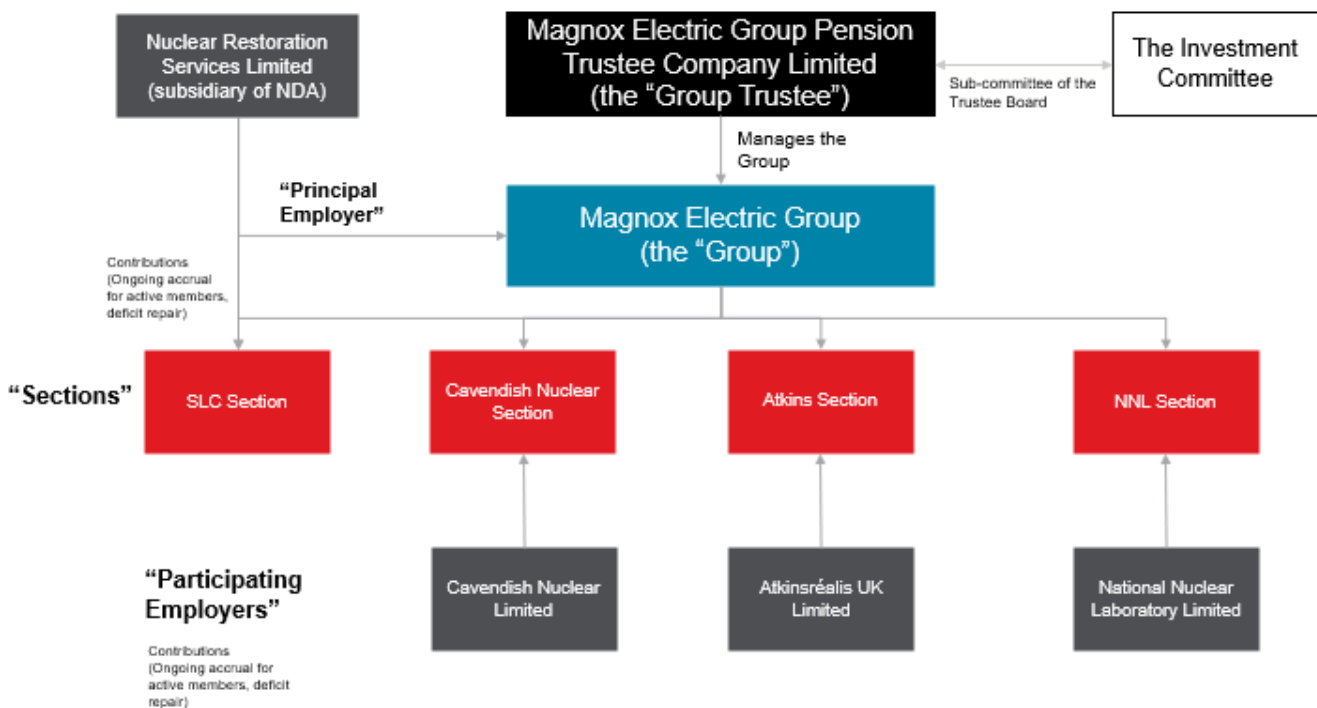 Nuclear Restoration
Services Limited
(subsidiary of NDA)
Magnox Electric Group Pension
Trustee Company Limited
(the “Group Trustee”)
Sub-committee of the
Trustee Board
The Investment
Committee
Manages the
Group
“Principal
Employer”
Magnox Electric Group
(the “Group”)
Contributions
(Ongoing accrual
for active members,
deficit repair)
“Sections”
SLC Section
Cavendish Nuclear
Section
Atkins Section
NNL Section
“Participating
Employers”
Contributions
(Ongoing accrual for
active members, deficit
repair)
Cavendish Nuclear
Limited
Atkinsréalis UK
Limited
National Nuclear
Laboratory Limited